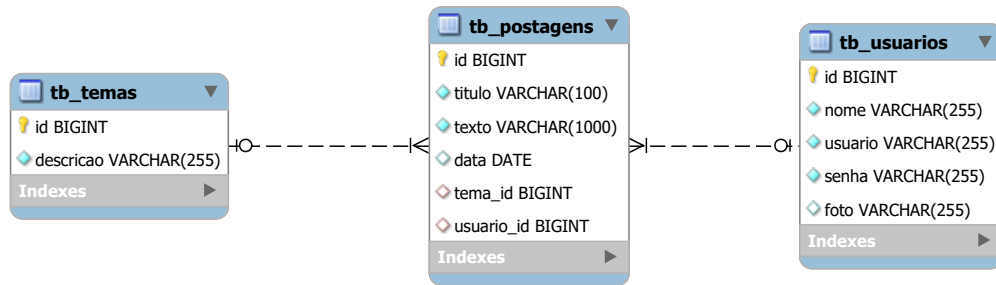 tb_temas
id BIGINT
descricao VARCHAR(255)
Indexes
tb_postagens
id BIGINT
titulo VARCHAR(100)
texto VARCHAR(1000)
data DATE
tema_id BIGINT
usuario_id BIGINT
Indexes
tb_usuarios
id BIGINT
nome VARCHAR(255)
usuario VARCHAR(255)
senha VARCHAR(255)
foto VARCHAR(255)
Indexes